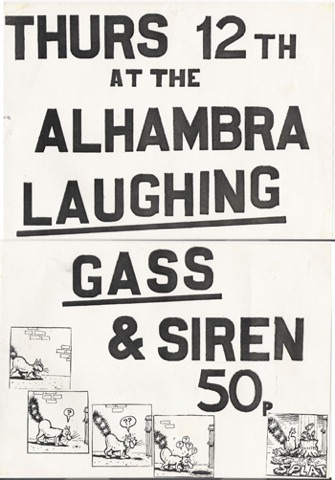 THURS 12TH
AT THE
ALHAMBRA
LAUGHING
GASS
& SIREN
50p
?
??
SPLAT